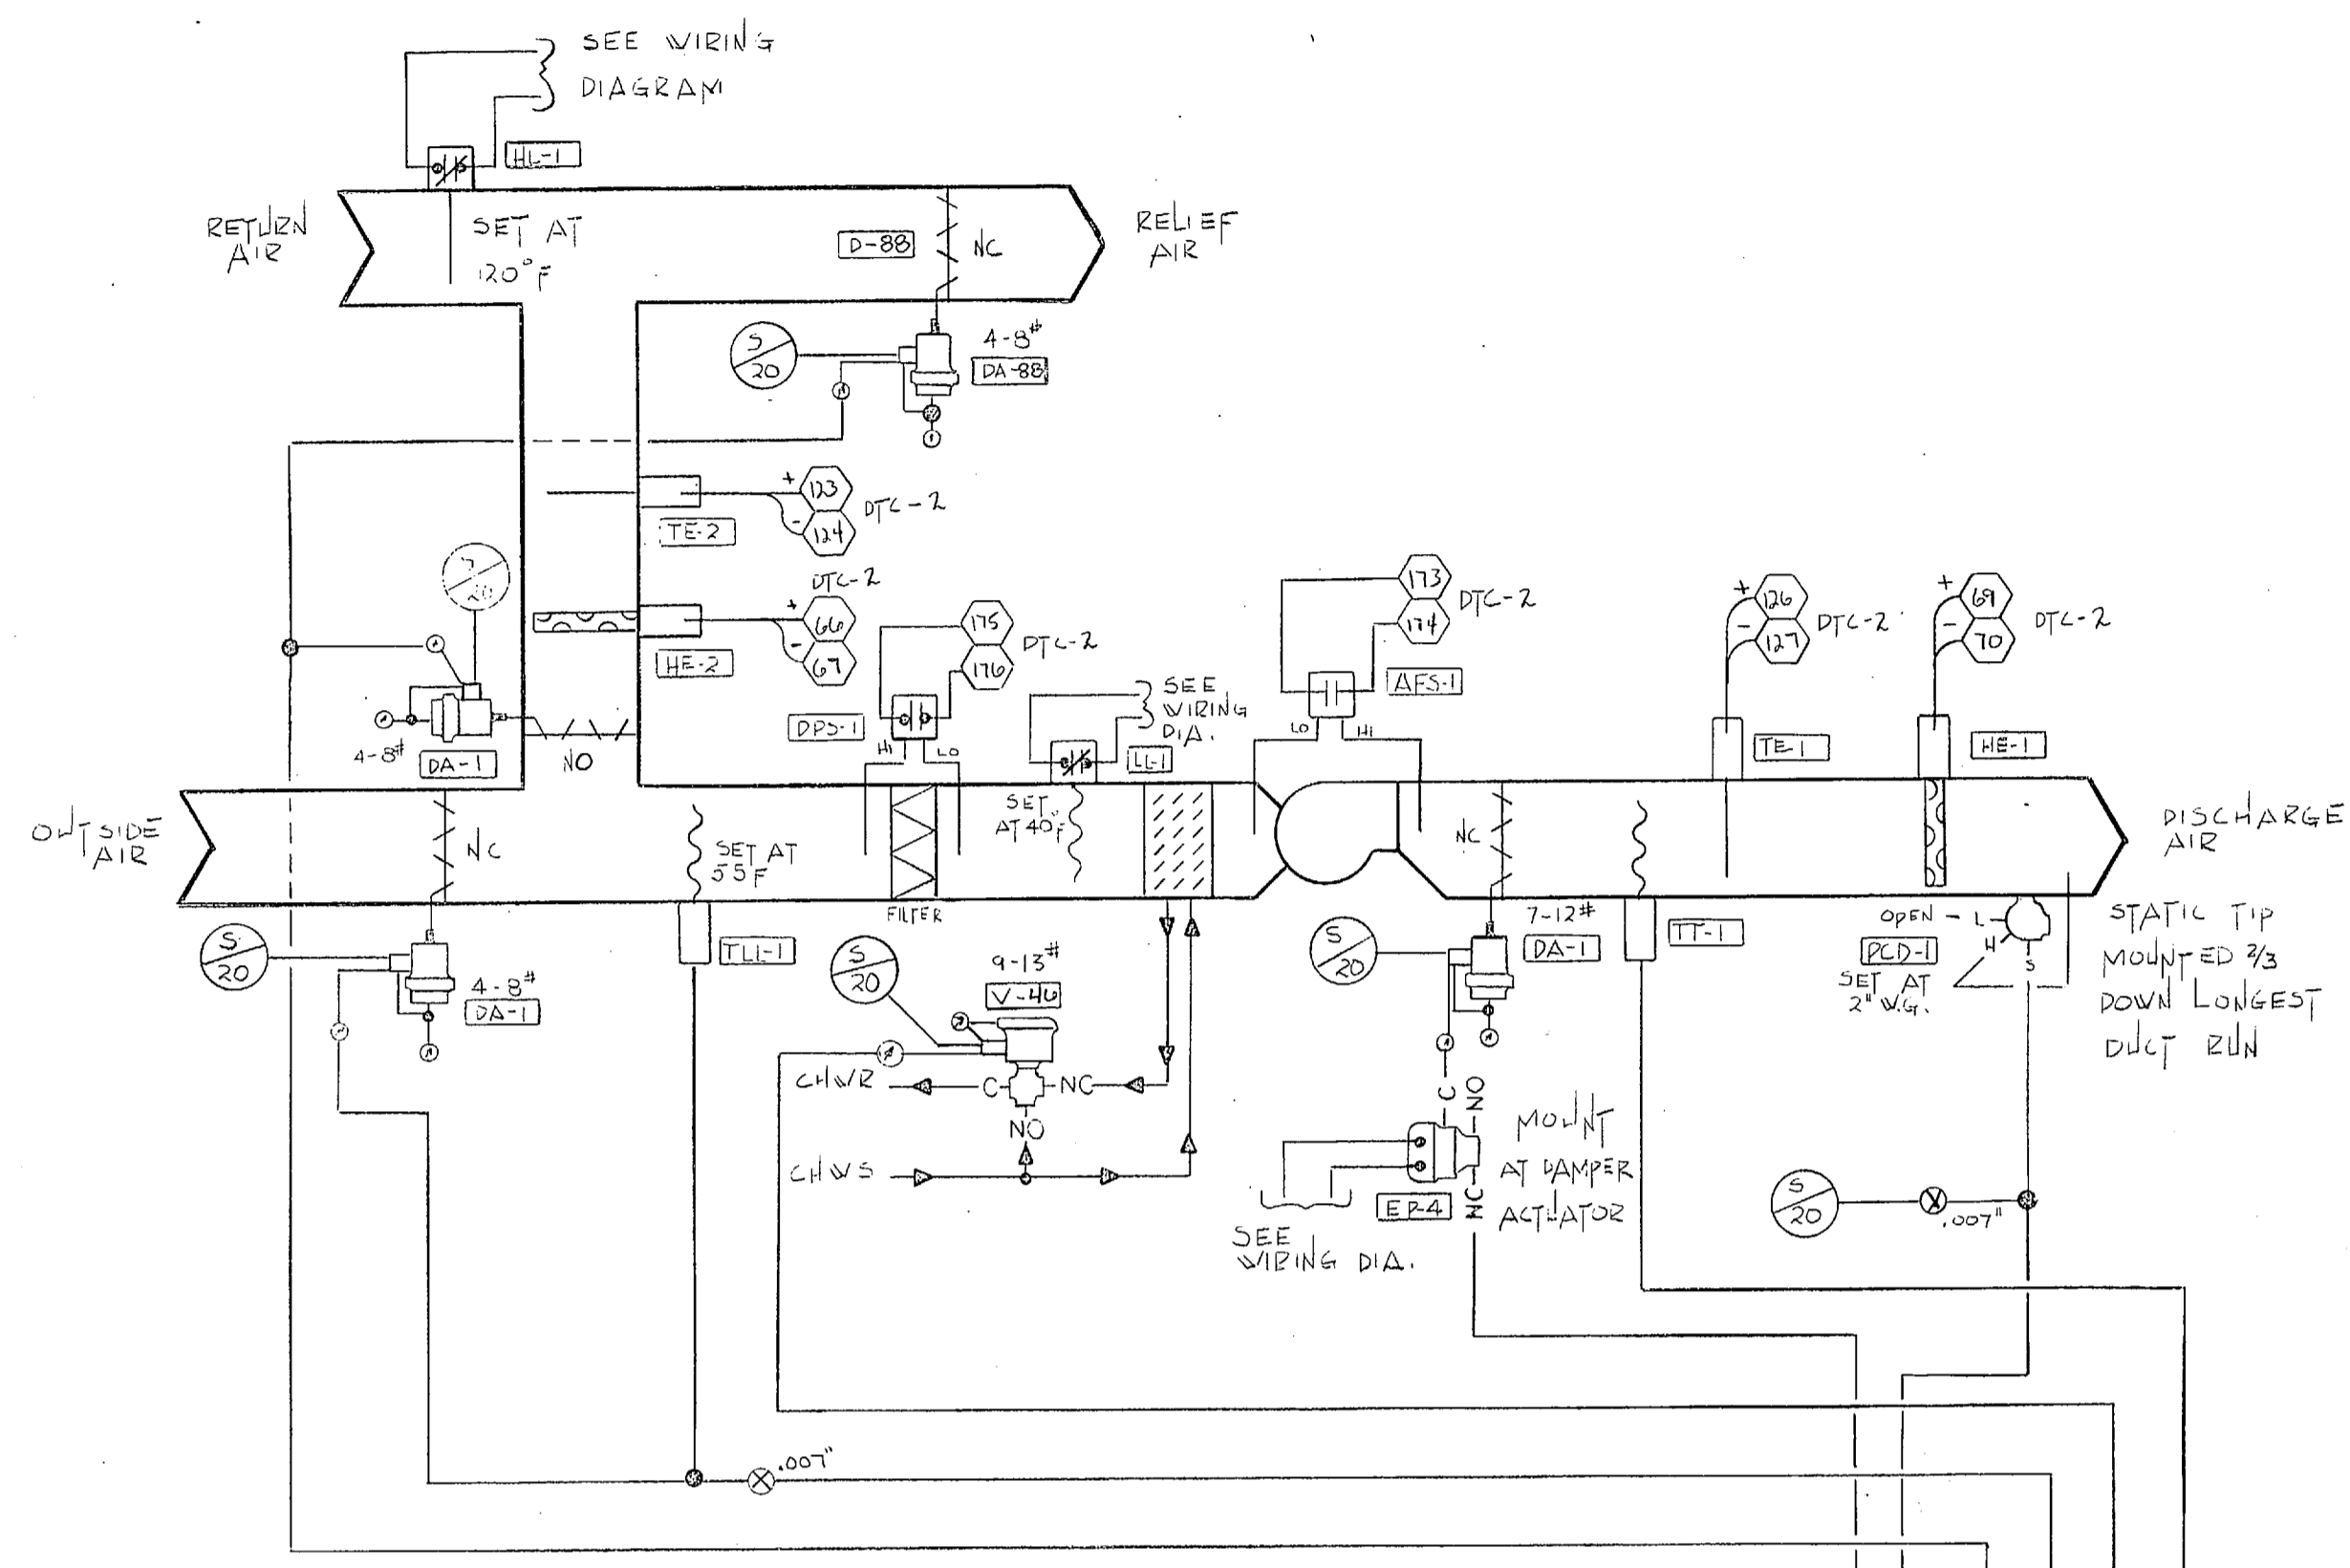 SEE WIRING
DIAGRAM
HL-1
RETURN
AIR
SET AT
120°F
D-88
NC
RELIEF
AIR
S
20
4-8#
DA-88
+
123
-
124
DTC-2
TE-2
20
DTC-2
+
66
-
67
HE-2
4-8#
DA-1
NO
175
176
DTC-2
DPS-1
HI
LO
SEE
WIRING
DIA.
LL-1
173
174
DTC-2
AFS-1
LO
HI
+
126
-
127
DTC-2
TE-1
+
69
-
70
DTC-2
HE-1
OUTSIDE
AIR
NC
SET AT
55F
FILTER
SET
AT 40°F
NC
DISCHARGE
AIR
S
20
4-8#
DA-1
TLL-1
S
20
9-13#
V-46
CHWR
C
NC
NO
CHWS
S
20
7-12#
DA-1
TT-1
C
NO
NC
EP-4
MOUNT
AT DAMPER
ACTUATOR
SEE
WIRING DIA.
OPEN - L
H
S
PCD-1
SET AT
2" W.G.
STATIC TIP
MOUNTED 2/3
DOWN LONGEST
DUCT RUN
S
20
.007"
.007"